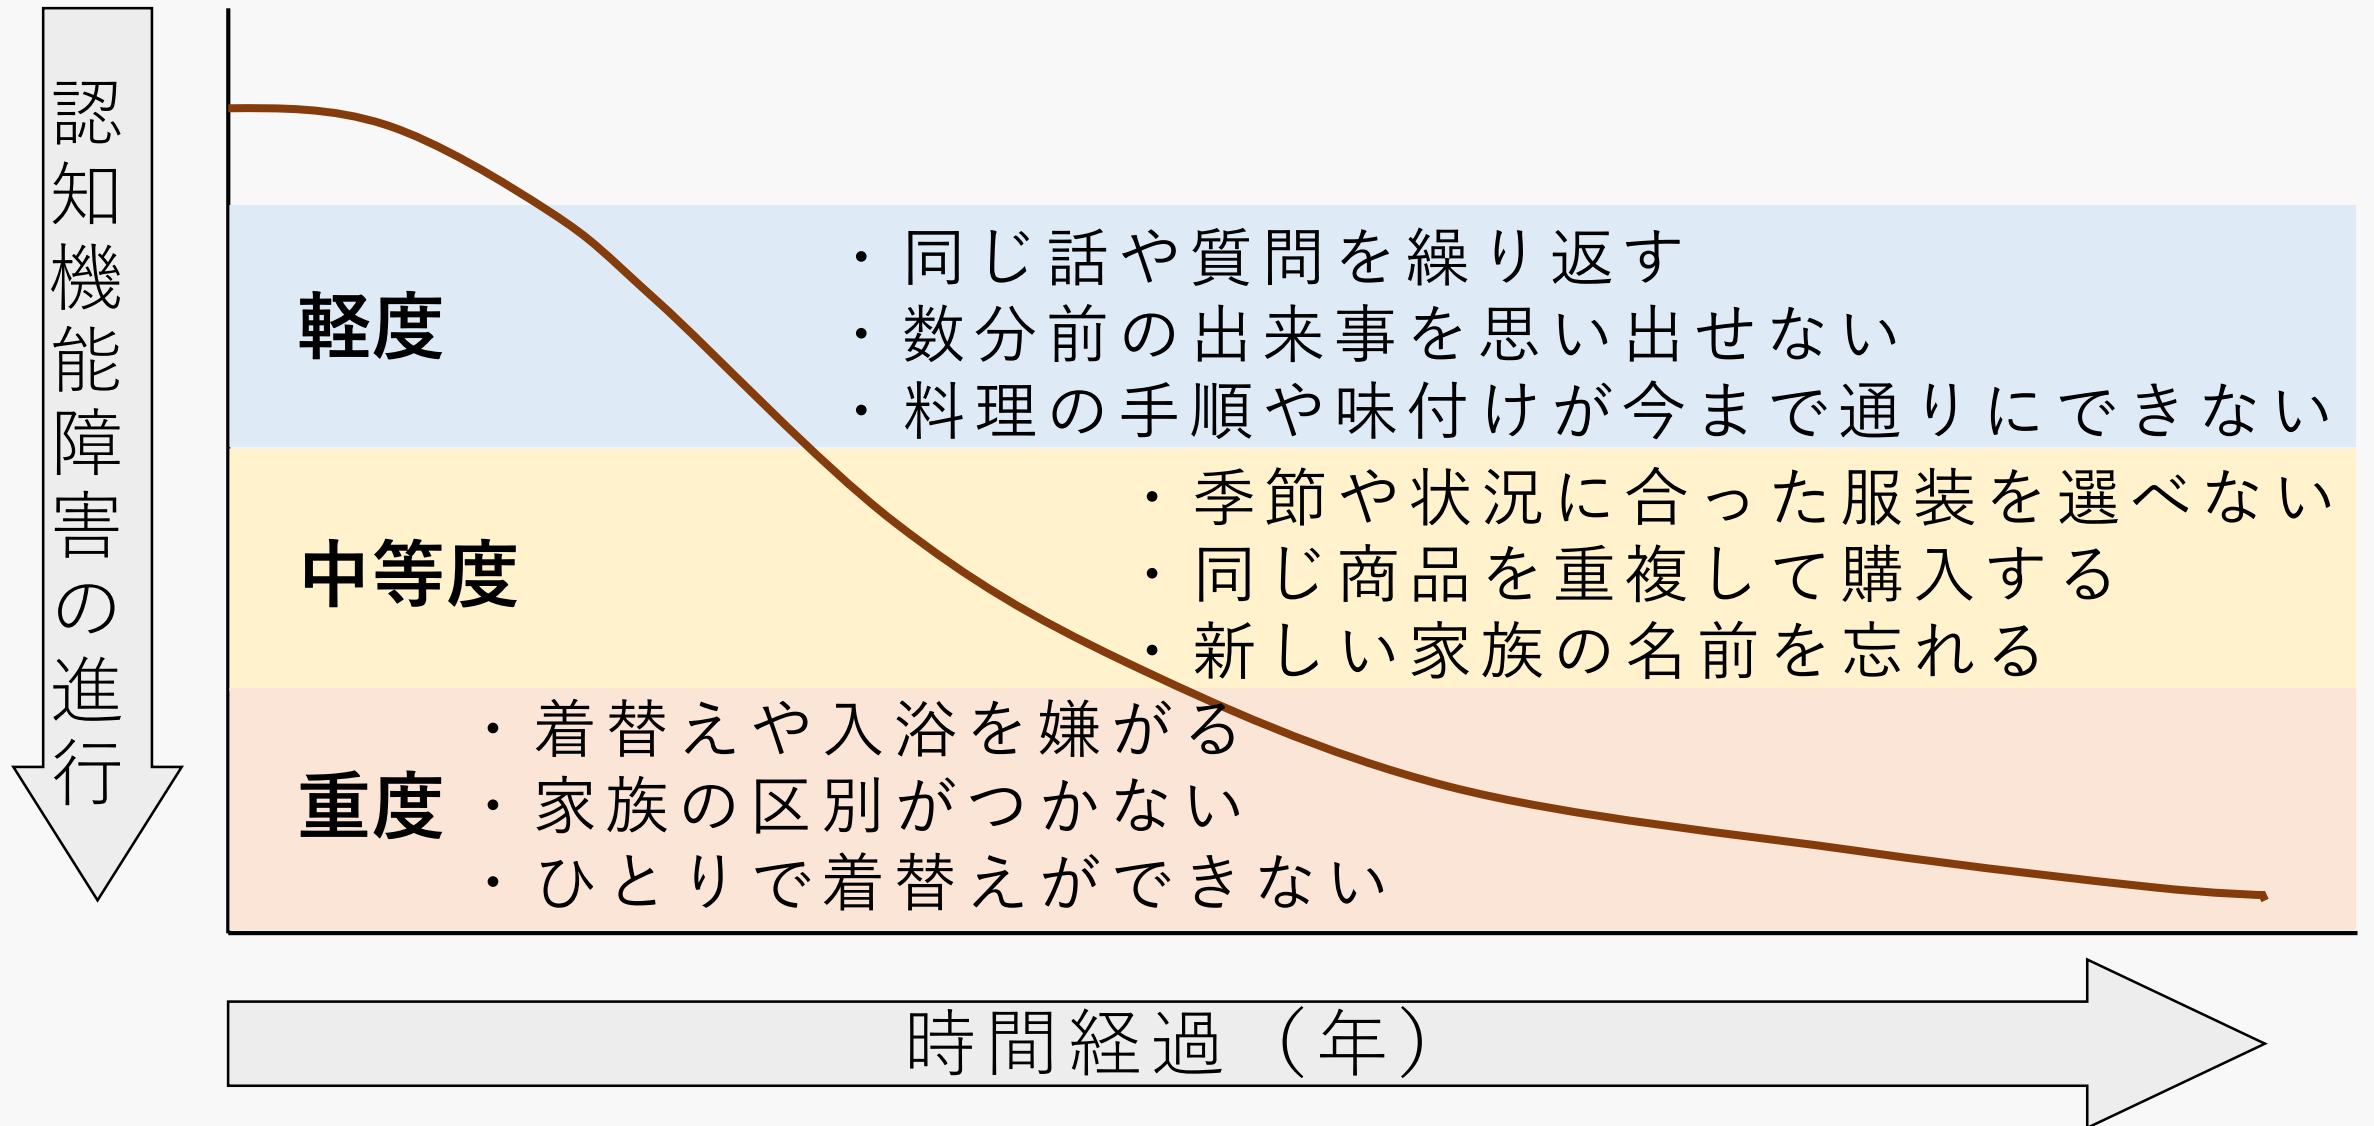 認知機能障害の進行
軽度
・同じ話や質問を繰り返す
・数分前の出来事を思い出せない
・料理の手順や味付けが今まで通りにできない
中等度
・季節や状況に合った服装を選べない
・同じ商品を重複して購入する
・新しい家族の名前を忘れる
重度
・着替えや入浴を嫌がる
・家族の区別がつかない
・ひとりで着替えができない
時間経過（年）